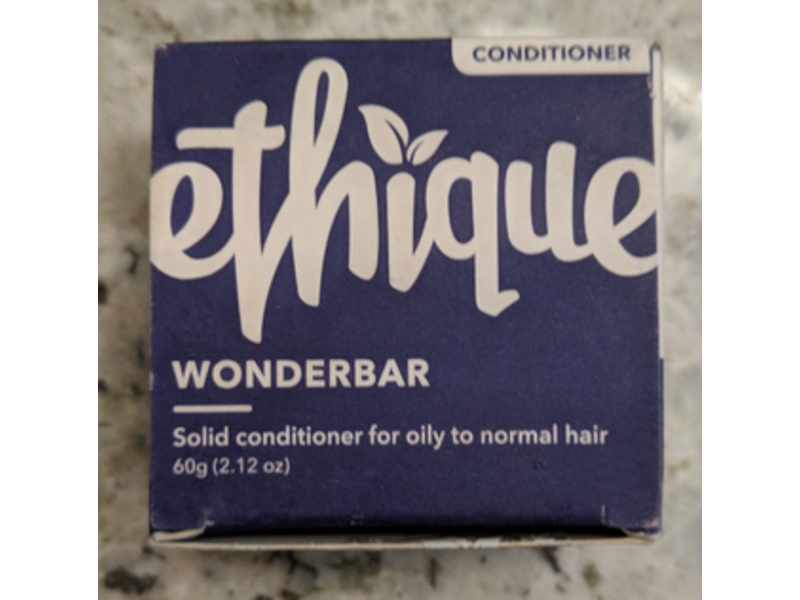 CONDITIONER
ethique
WONDERBAR
Solid conditioner for oily to normal hair
60g (2.12 oz)